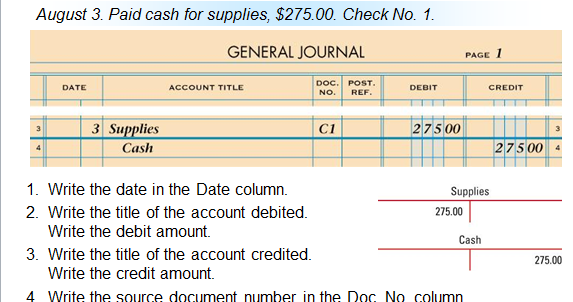 August 3. Paid cash for supplies, $275.00. Check No. 1.
GENERAL JOURNAL PAGE 1
DATE ACCOUNT TITLE DOC. NO. POST. REF. DEBIT CREDIT
3 3 Supplies C1 275 00 3
4 Cash 275 00 4
1. Write the date in the Date column.
2. Write the title of the account debited.
Write the debit amount.
3. Write the title of the account credited.
Write the credit amount.
4 Write the source document number in the Doc. No. column
Supplies
275.00
Cash
275.00